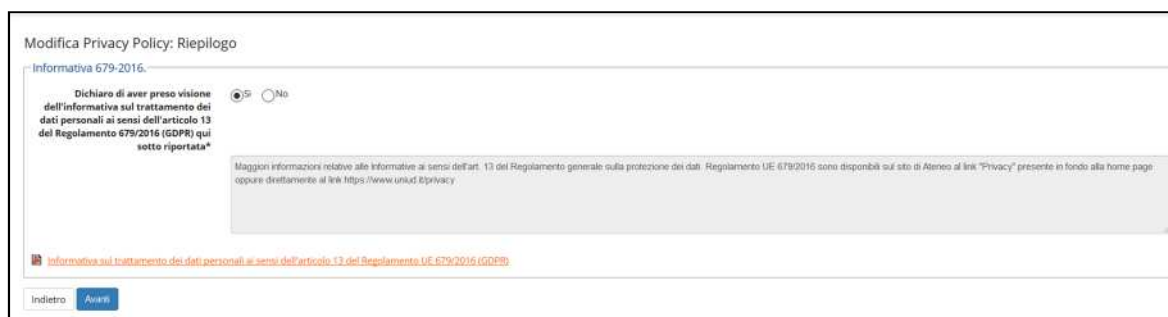 Modifica Privacy Policy: Riepilogo
Informativa 679-2016.
Dichiaro di aver preso visione
dell'informativa sul trattamento dei
dati personali ai sensi dell'articolo 13
del Regolamento 679/2016 (GDPR) qui
sotto riportata*
Si No
Maggiori informazioni relative alle Informative ai sensi dell'art. 13 del Regolamento generale sulla protezione dei dati. Regolamento UE 679/2016 sono disponibili sul sito di Ateneo al link "Privacy" presente in fondo alla home page
oppure direttamente al link https://www.uniud.it/privacy
Informativa sul trattamento dei dati personali ai sensi dell'articolo 13 del Regolamento UE 679/2016 (GDPR)
Indietro Avanti